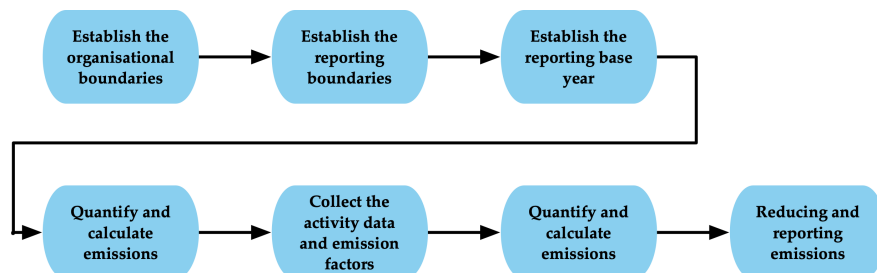 Establish the
organisational
boundaries
Establish the
reporting
boundaries
Establish the
reporting base
year
Quantify and
calculate
emissions
Collect the
activity data
and emission
factors
Quantify and
calculate
emissions
Reducing and
reporting
emissions